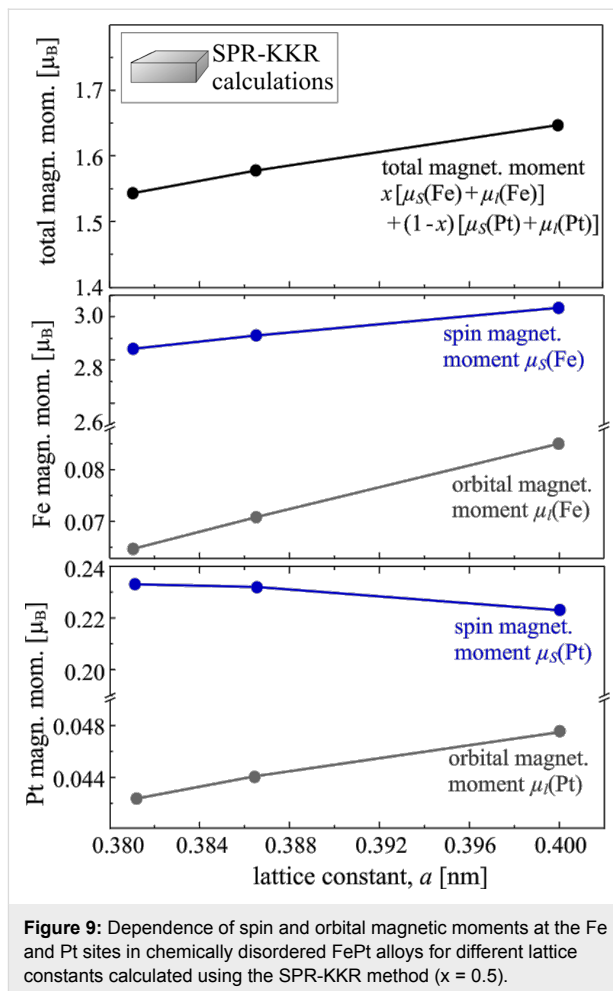 SPR-KKR
calculations
total magn. mom. [μB]
1.7
1.6
1.5
1.4
total magnet. moment
x[μS(Fe)+μl(Fe)]
+(1-x)[μS(Pt)+μl(Pt)]
Fe magn. mom. [μB]
3.0
2.8
2.6
0.08
0.07
spin magnet.
moment μS(Fe)
orbital magnet.
moment μl(Fe)
Pt magn. mom. [μB]
0.24
0.22
0.20
0.048
0.044
spin magnet.
moment μS(Pt)
orbital magnet.
moment μl(Pt)
0.380 0.384 0.388 0.392 0.396 0.400
lattice constant, a [nm]
Figure 9: Dependence of spin and orbital magnetic moments at the Fe
and Pt sites in chemically disordered FePt alloys for different lattice
constants calculated using the SPR-KKR method (x = 0.5).